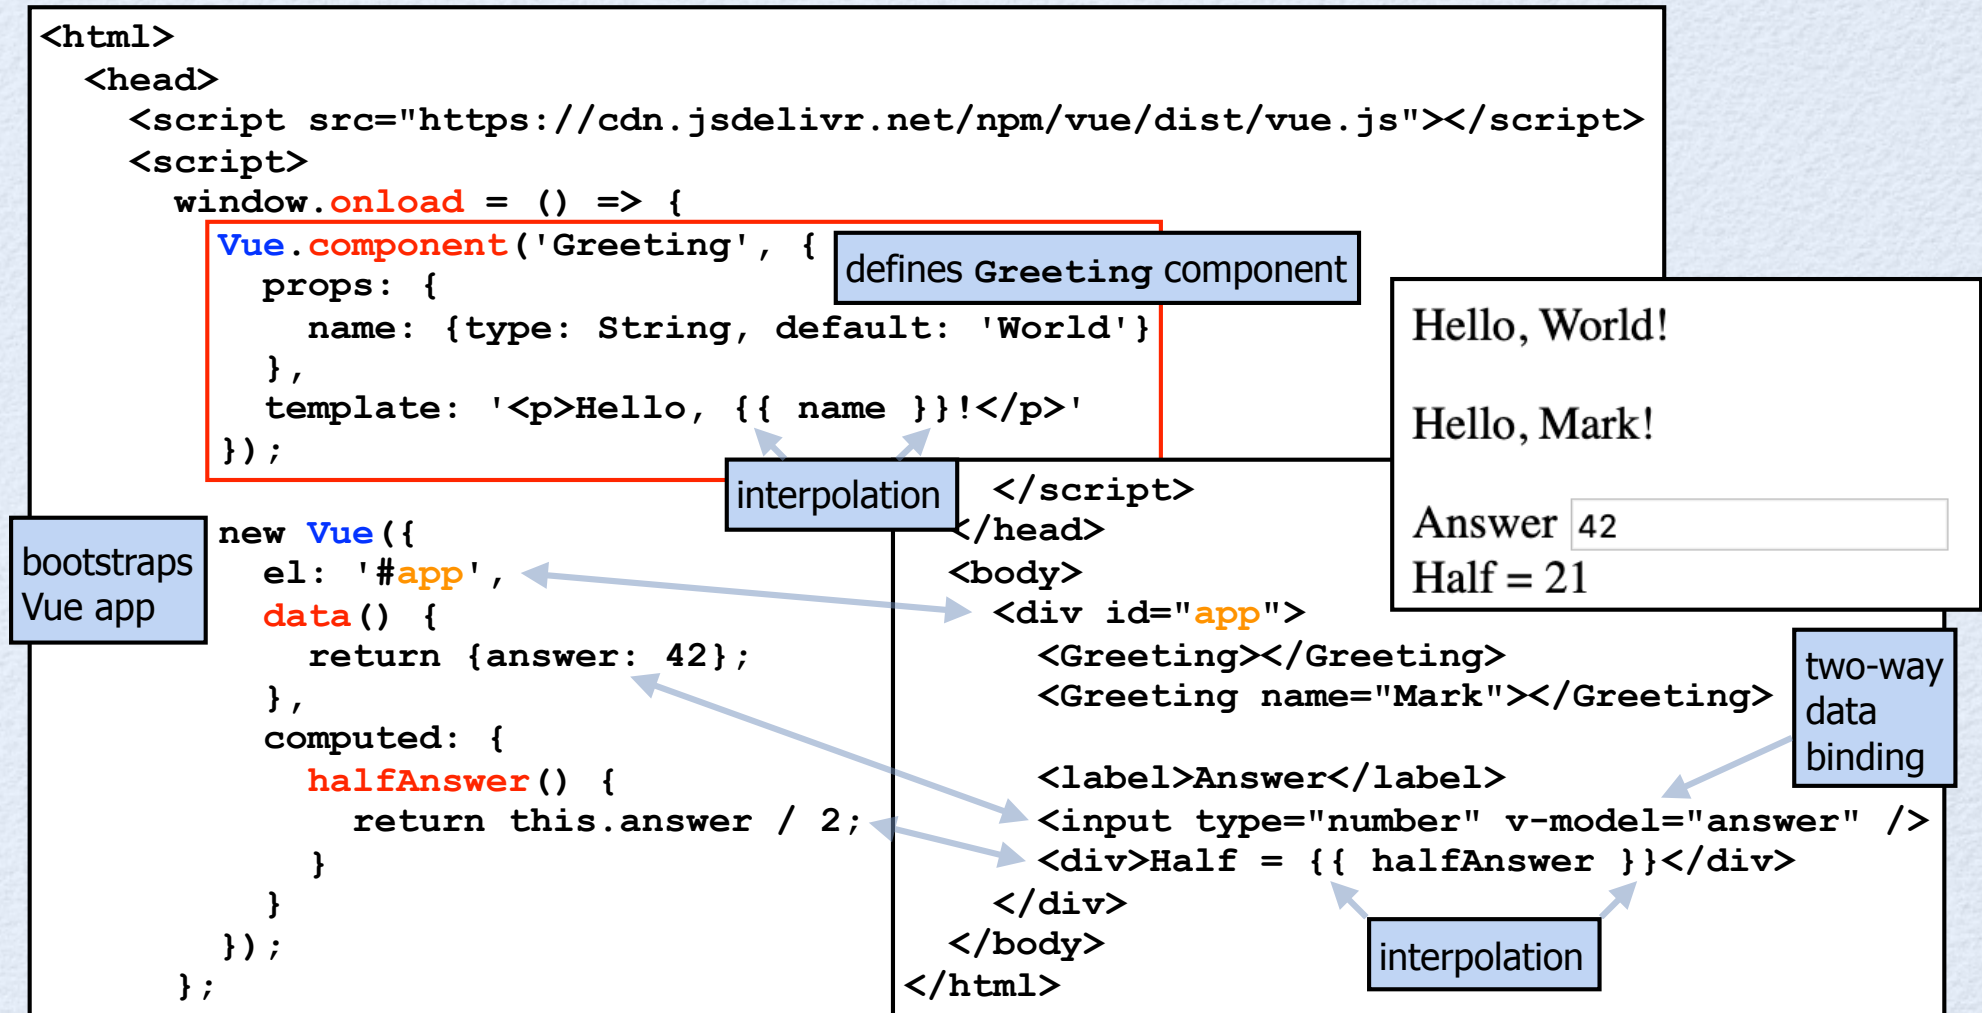 <html>
  <head>
    <script src="https://cdn.jsdelivr.net/npm/vue/dist/vue.js"></script>
    <script>
      window.onload = () => {
        Vue.component('Greeting', {
          props: {
            name: {type: String, default: 'World'}
          },
          template: '<p>Hello, {{ name }}!</p>'
        });
defines Greeting component
interpolation
bootstraps
Vue app
        new Vue({
          el: '#app',
          data() {
            return {answer: 42};
          },
          computed: {
            halfAnswer() {
              return this.answer / 2;
            }
          }
        });
      };
    </script>
  </head>
  <body>
    <div id="app">
      <Greeting></Greeting>
      <Greeting name="Mark"></Greeting>
      <label>Answer</label>
      <input type="number" v-model="answer" />
      <div>Half = {{ halfAnswer }}</div>
    </div>
  </body>
</html>
interpolation
two-way
data
binding
Hello, World!
Hello, Mark!
Answer 42
Half = 21